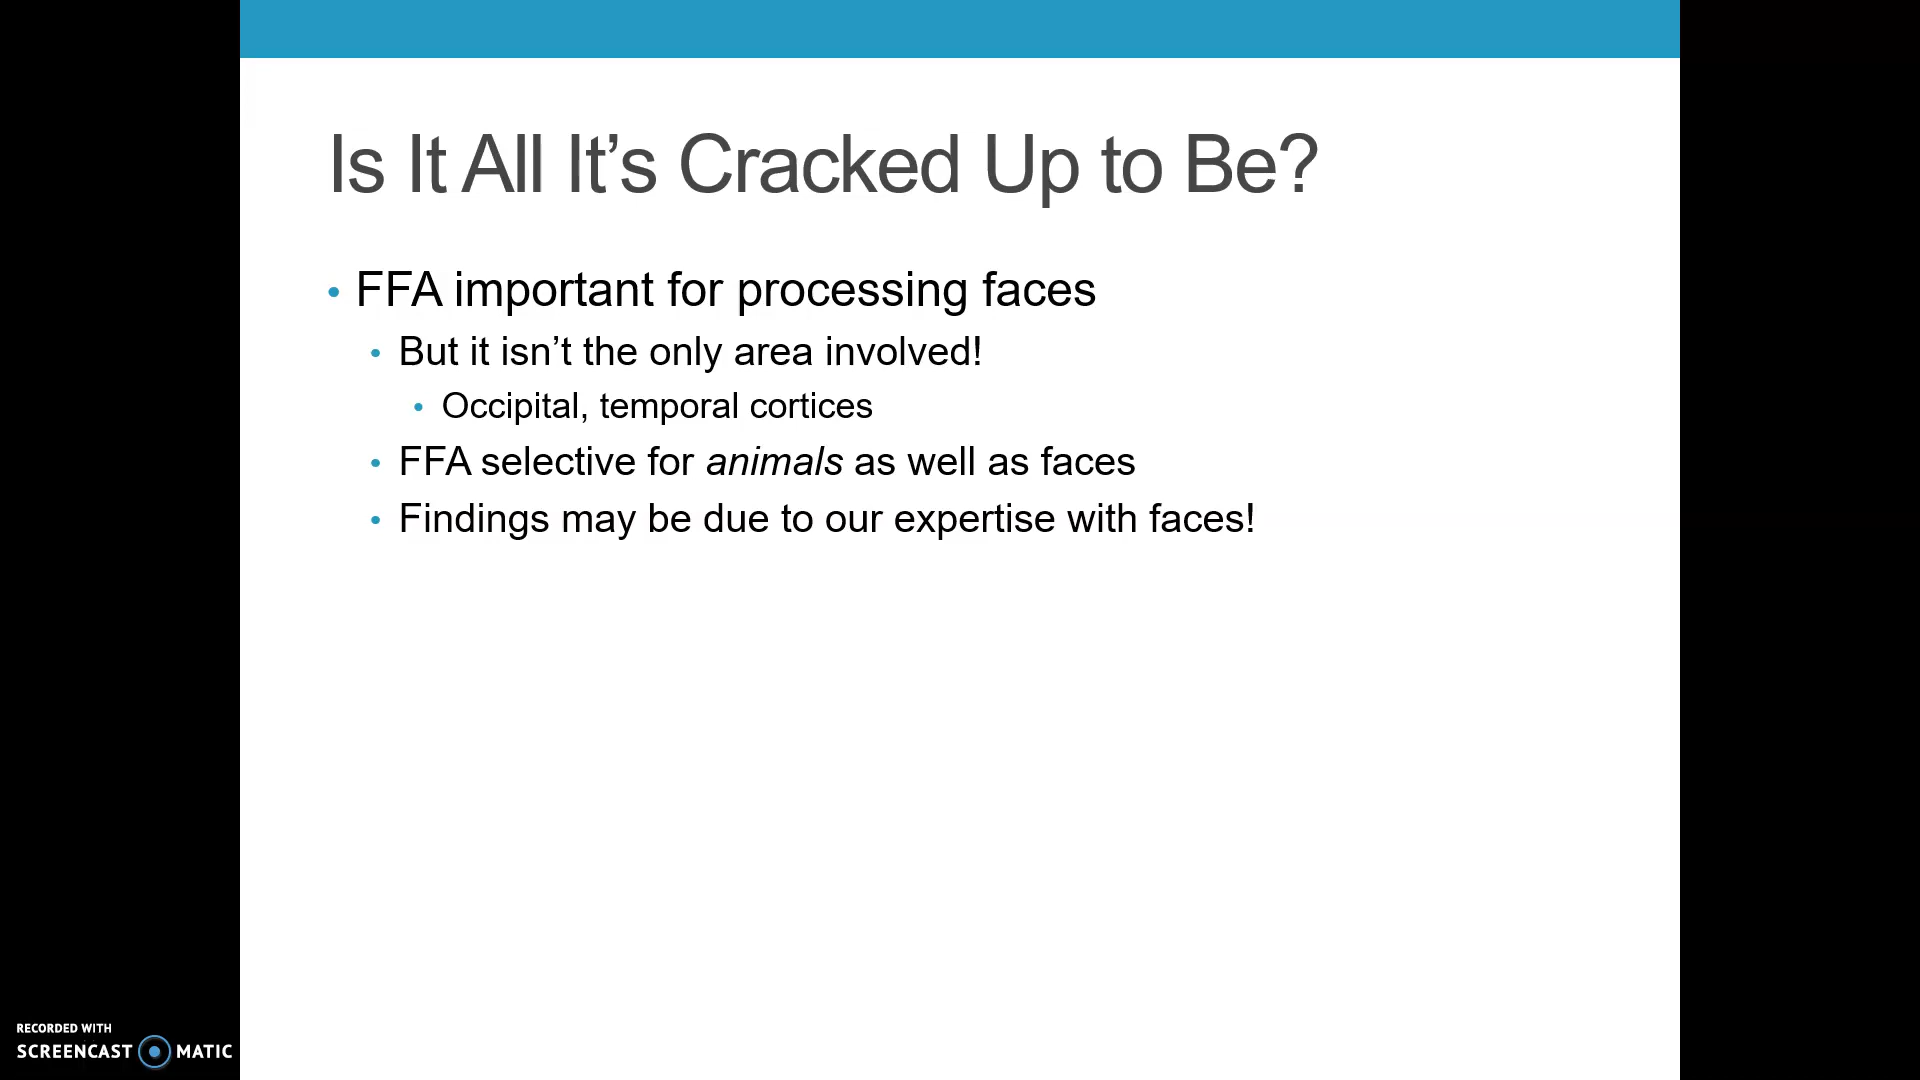 Is It All It’s Cracked Up to Be?
• FFA important for processing faces
• But it isn’t the only area involved!
• Occipital, temporal cortices
• FFA selective for animals as well as faces
• Findings may be due to our expertise with faces!
RECORDED WITH
SCREENCAST MATIC